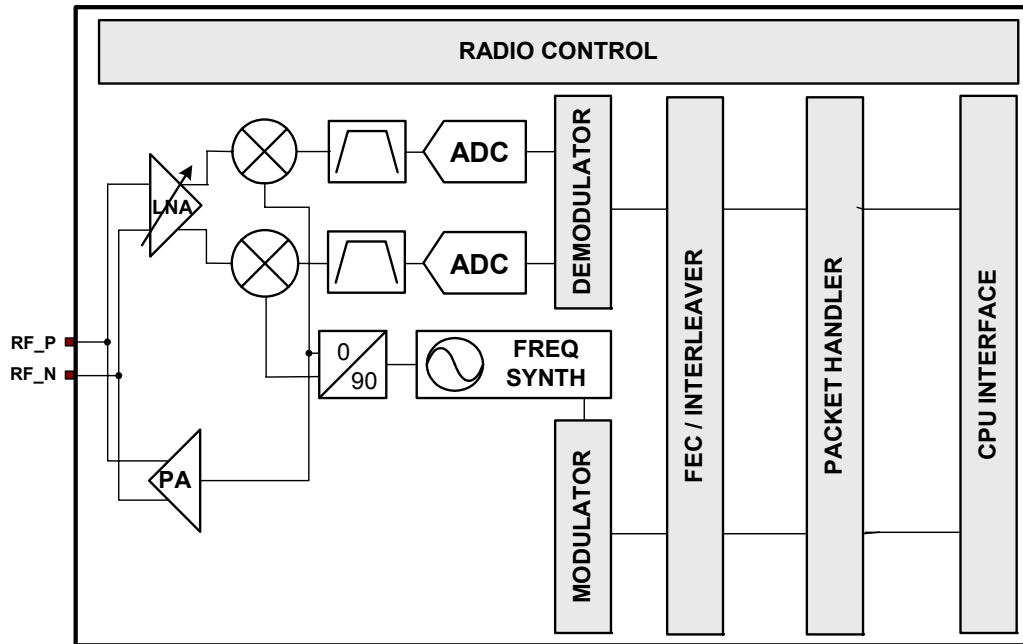 RADIO CONTROL
LNA
ADC
ADC
DEMODULATOR
FEC / INTERLEAVER
PACKET HANDLER
CPU INTERFACE
RF_P
RF_N
0
90
FREQ
SYNTH
PA
MODULATOR